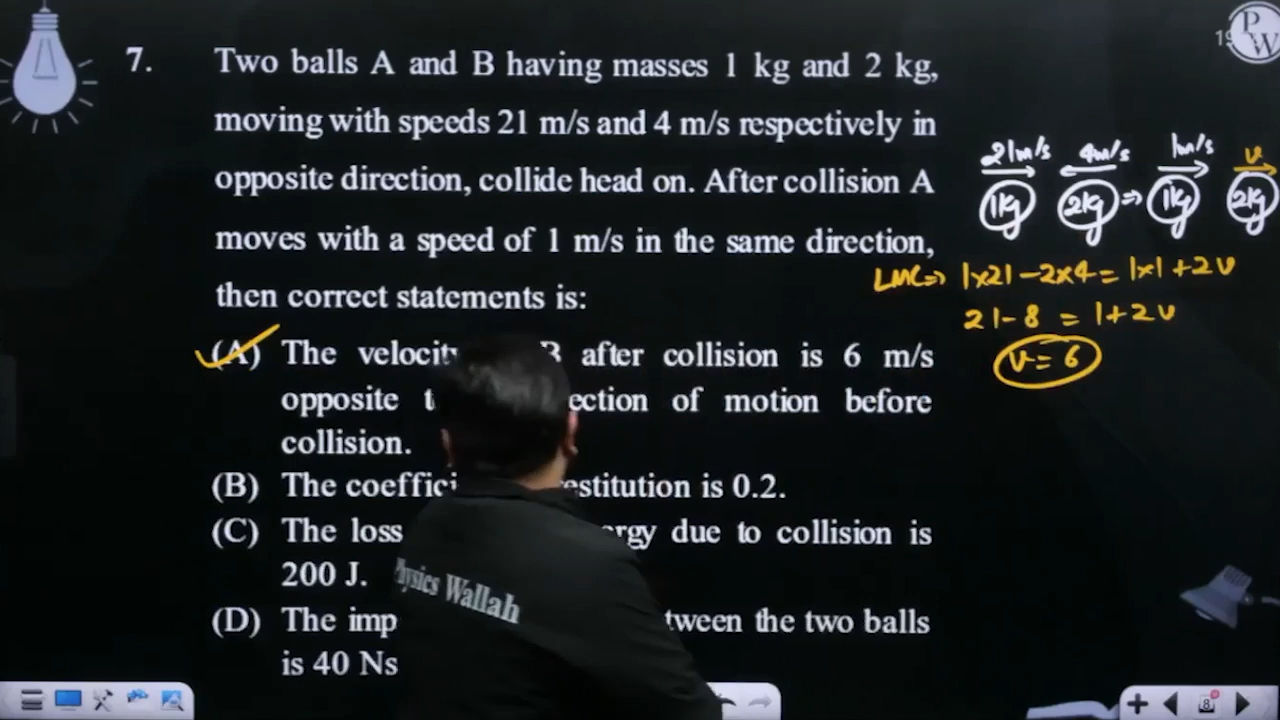 7.
Two balls A and B having masses 1 kg and 2 kg,
moving with speeds 21 m/s and 4 m/s respectively in
opposite direction, collide head on. After collision A
moves with a speed of 1 m/s in the same direction,
then correct statements is:
(A) The velocity B after collision is 6 m/s
opposite ection of motion before
collision.
(B) The coeffici estitution is 0.2.
(C) The loss rgy due to collision is
200 J.
(D) The imp tween the two balls
is 40 Ns
21m/s 4m/s 1m/s v
1kg 2kg ⇒ 1kg 2kg
LMC⇒ 1×21-2×4=1×1+2v
21-8 = 1+2v
v=6
Physics Wallah
PW
8